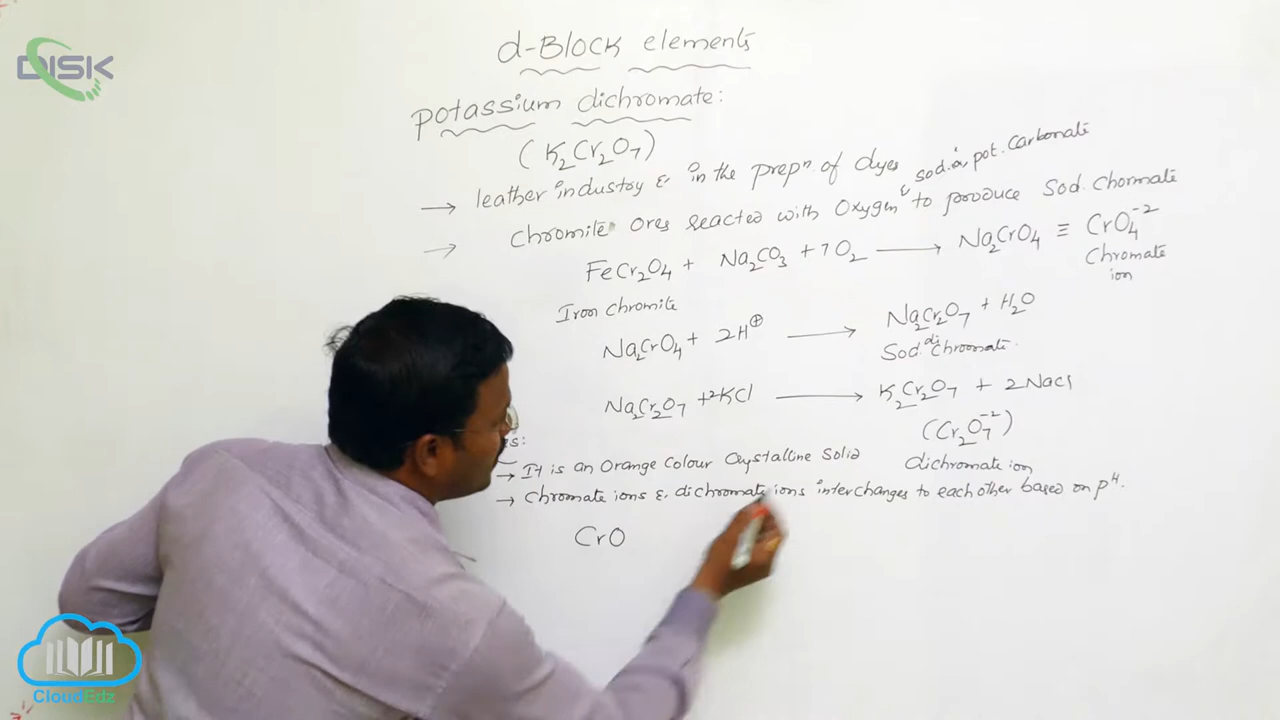 DISK
d-Block elements
potassium dichromate:
(K2Cr2O7)
→ leather industry & in the prepn of dyes
sod. & pot. carbonate
→ Chromite Ores reacted with Oxygen to produce Sod. Chormate
FeCr2O4 + Na2CO3 + 7O2 → Na2CrO4 ≡ CrO4^-2
Iron chromite
Chromate ion
Na2CrO4 + 2H⊕ → Na2Cr2O7 + H2O
Sod. dichromate.
Na2Cr2O7 + 2KCl → K2Cr2O7 + 2NaCl
(Cr2O7^-2)
dichromate ion
es:
→ It is an Orange Colour Crystalline Solid
→ Chromate ions & dichromate ions interchanges to each other based on pH.
CrO
CloudEdz